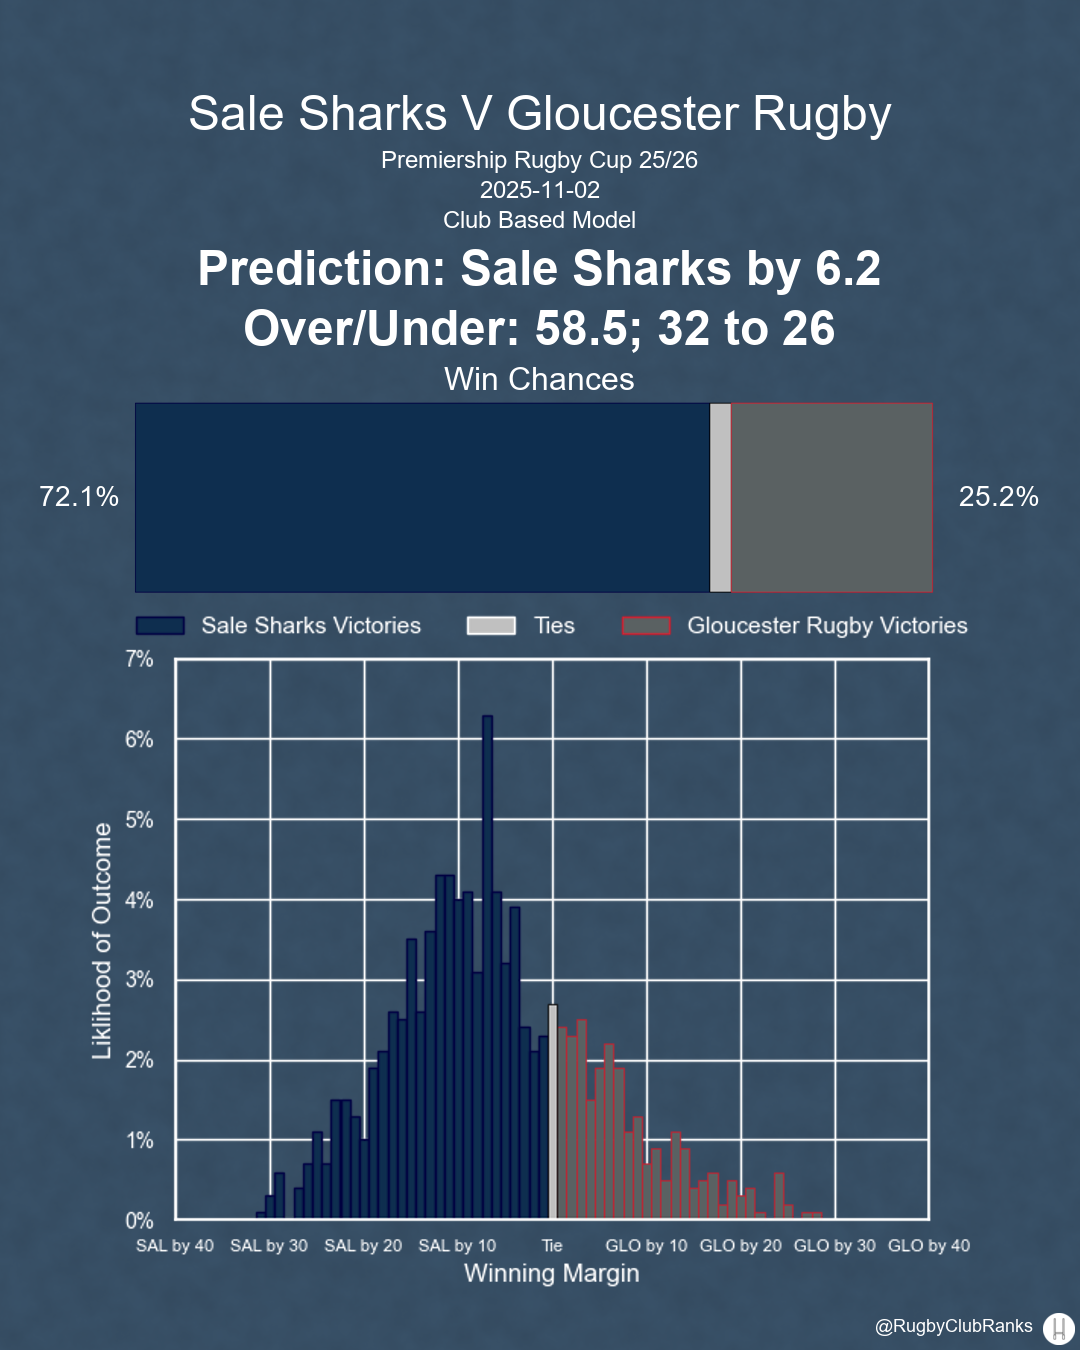 Sale Sharks V Gloucester Rugby
Premiership Rugby Cup 25/26
2025-11-02
Club Based Model
Prediction: Sale Sharks by 6.2
Over/Under: 58.5; 32 to 26
Win Chances
72.1%
25.2%
Sale Sharks Victories
Ties
Gloucester Rugby Victories
7%
6%
5%
4%
3%
2%
1%
0%
Liklihood of Outcome
SAL by 40
SAL by 30
SAL by 20
SAL by 10
Tie
GLO by 10
GLO by 20
GLO by 30
GLO by 40
Winning Margin
@RugbyClubRanks